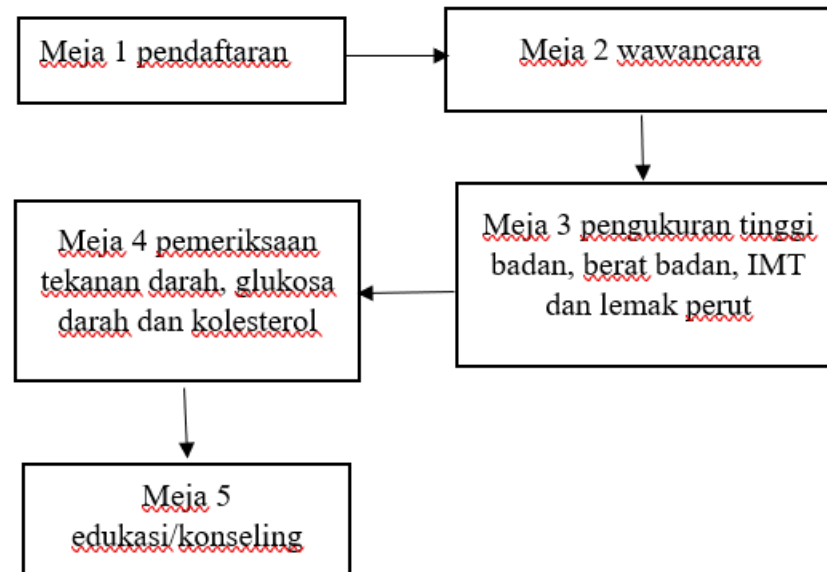 Meja 1 pendaftaran
Meja 2 wawancara
Meja 3 pengukuran tinggi
badan, berat badan, IMT
dan lemak perut
Meja 4 pemeriksaan
tekanan darah, glukosa
darah dan kolesterol
Meja 5
edukasi/konseling